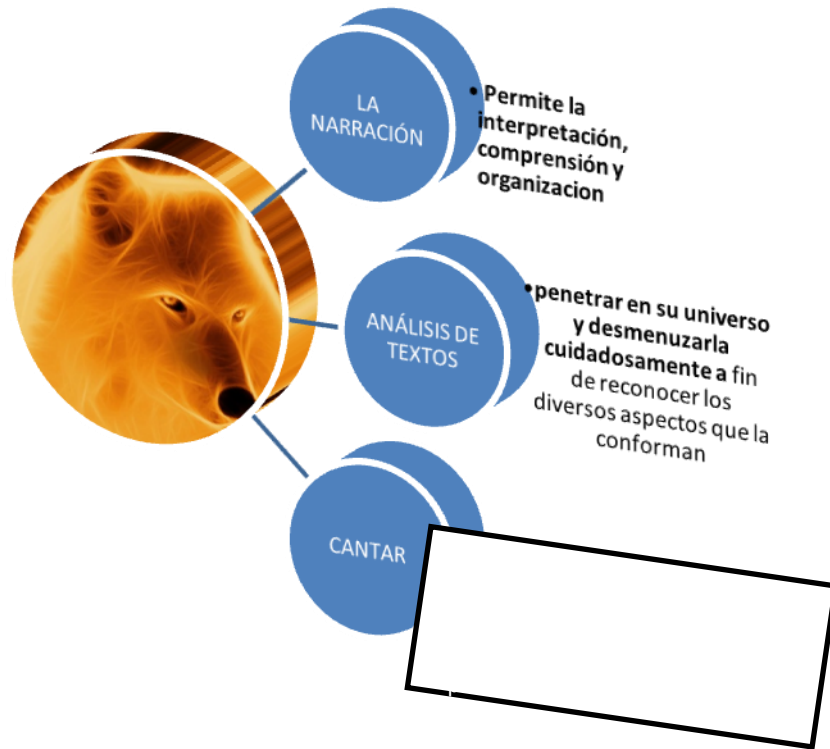 LA
NARRACIÓN
• Permite la
interpretación,
comprensión y
organizacion
ANÁLISIS DE
TEXTOS
•penetrar en su universo
y desmenuzarla
cuidadosamente a fin
de reconocer los
diversos aspectos que la
conforman
CANTAR